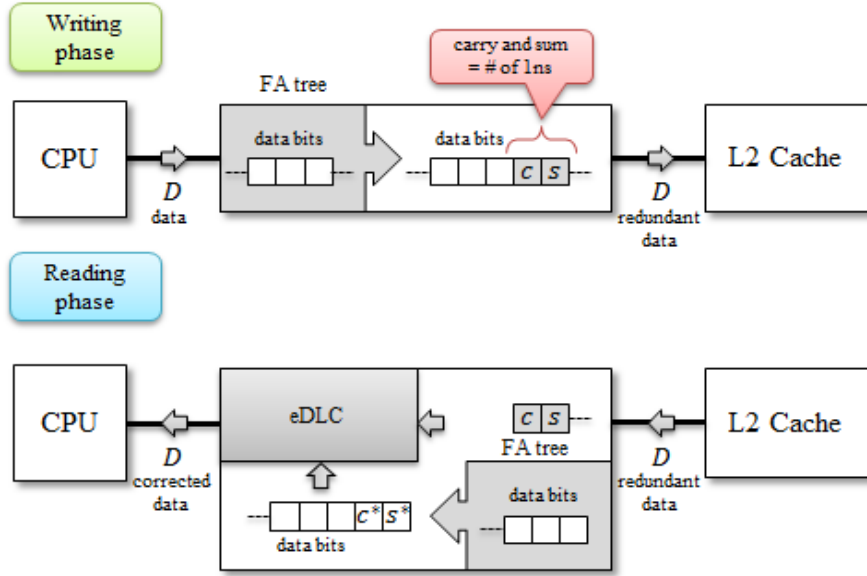 Writing
phase
carry and sum
= # of 1ns
FA tree
CPU
data bits
data bits
C S
L2 Cache
D
data
D
redundant
data
Reading
phase
CPU
eDLC
C S
FA tree
L2 Cache
D
corrected
data
data bits
D
redundant
data
C* S*
data bits